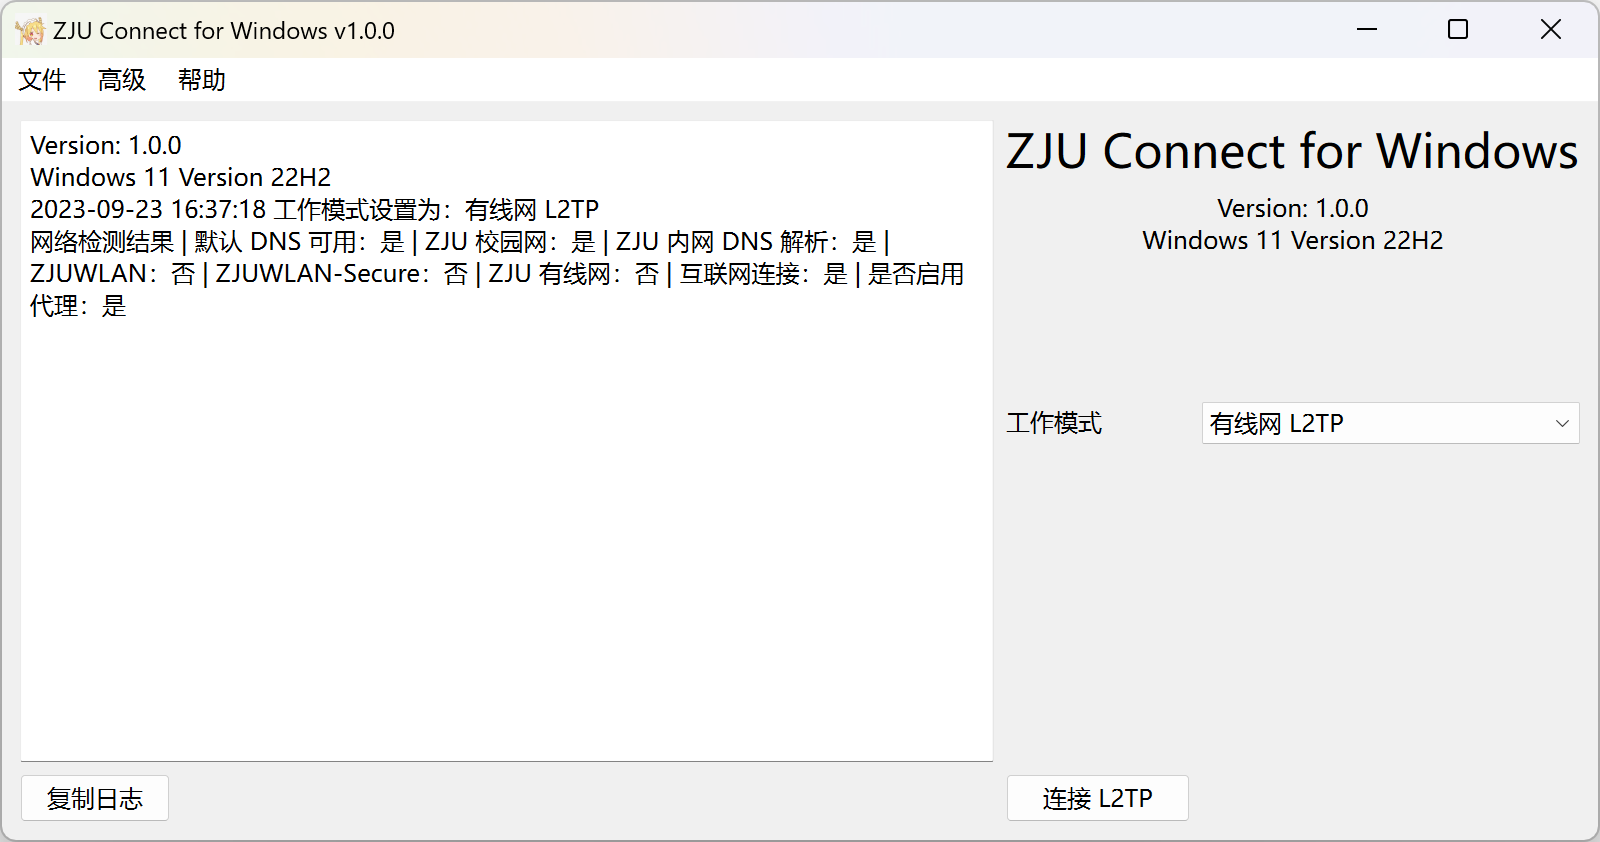 ZJU Connect for Windows v1.0.0
文件 高级 帮助
Version: 1.0.0
Windows 11 Version 22H2
2023-09-23 16:37:18 工作模式设置为：有线网 L2TP
网络检测结果 | 默认 DNS 可用：是 | ZJU 校园网：是 | ZJU 内网 DNS 解析：是 |
ZJUWLAN：否 | ZJUWLAN-Secure：否 | ZJU 有线网：否 | 互联网连接：是 | 是否启用
代理：是
复制日志
ZJU Connect for Windows
Version: 1.0.0
Windows 11 Version 22H2
工作模式 有线网 L2TP
连接 L2TP